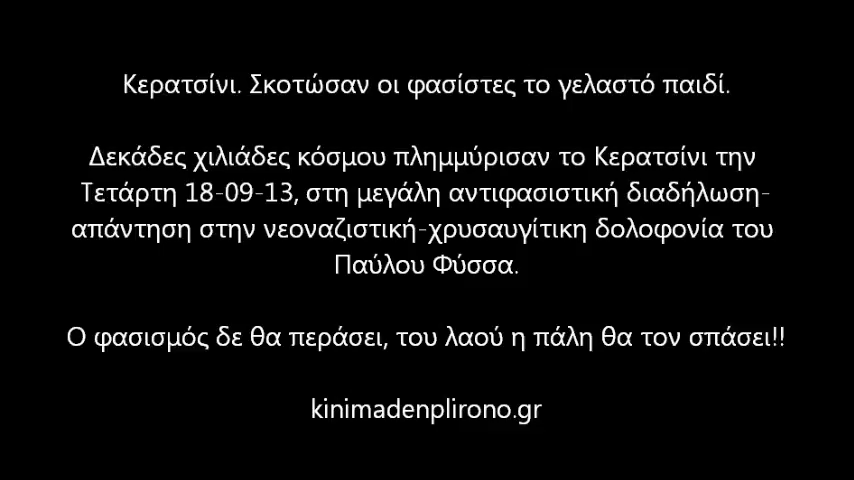 Κερατσίνι. Σκοτώσαν οι φασίστες το γελαστό παιδί.
Δεκάδες χιλιάδες κόσμου πλημμύρισαν το Κερατσίνι την
Τετάρτη 18-09-13, στη μεγάλη αντιφασιστική διαδήλωση-
απάντηση στην νεοναζιστική-χρυσαυγίτικη δολοφονία του
Παύλου Φύσσα.
Ο φασισμός δε θα περάσει, του λαού η πάλη θα τον σπάσει!!
kinimadenplirono.gr